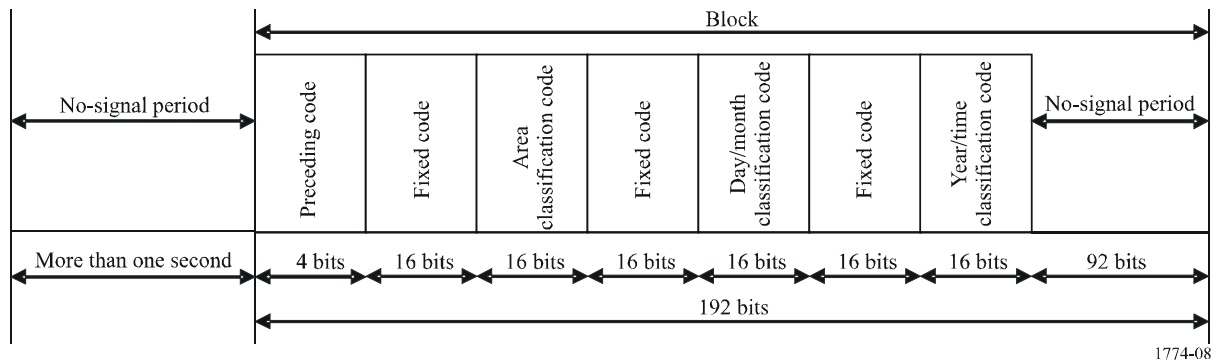 Block
No-signal period
Preceding code
Fixed code
Area
classification code
Fixed code
Day/month
classification code
Fixed code
Year/time
classification code
No-signal period
More than one second
4 bits
16 bits
16 bits
16 bits
16 bits
16 bits
16 bits
92 bits
192 bits
1774-08